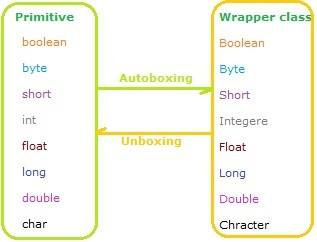 Primitive
boolean
byte
short
int
float
long
double
char
Autoboxing
Unboxing
Wrapper class
Boolean
Byte
Short
Integere
Float
Long
Double
Chracter